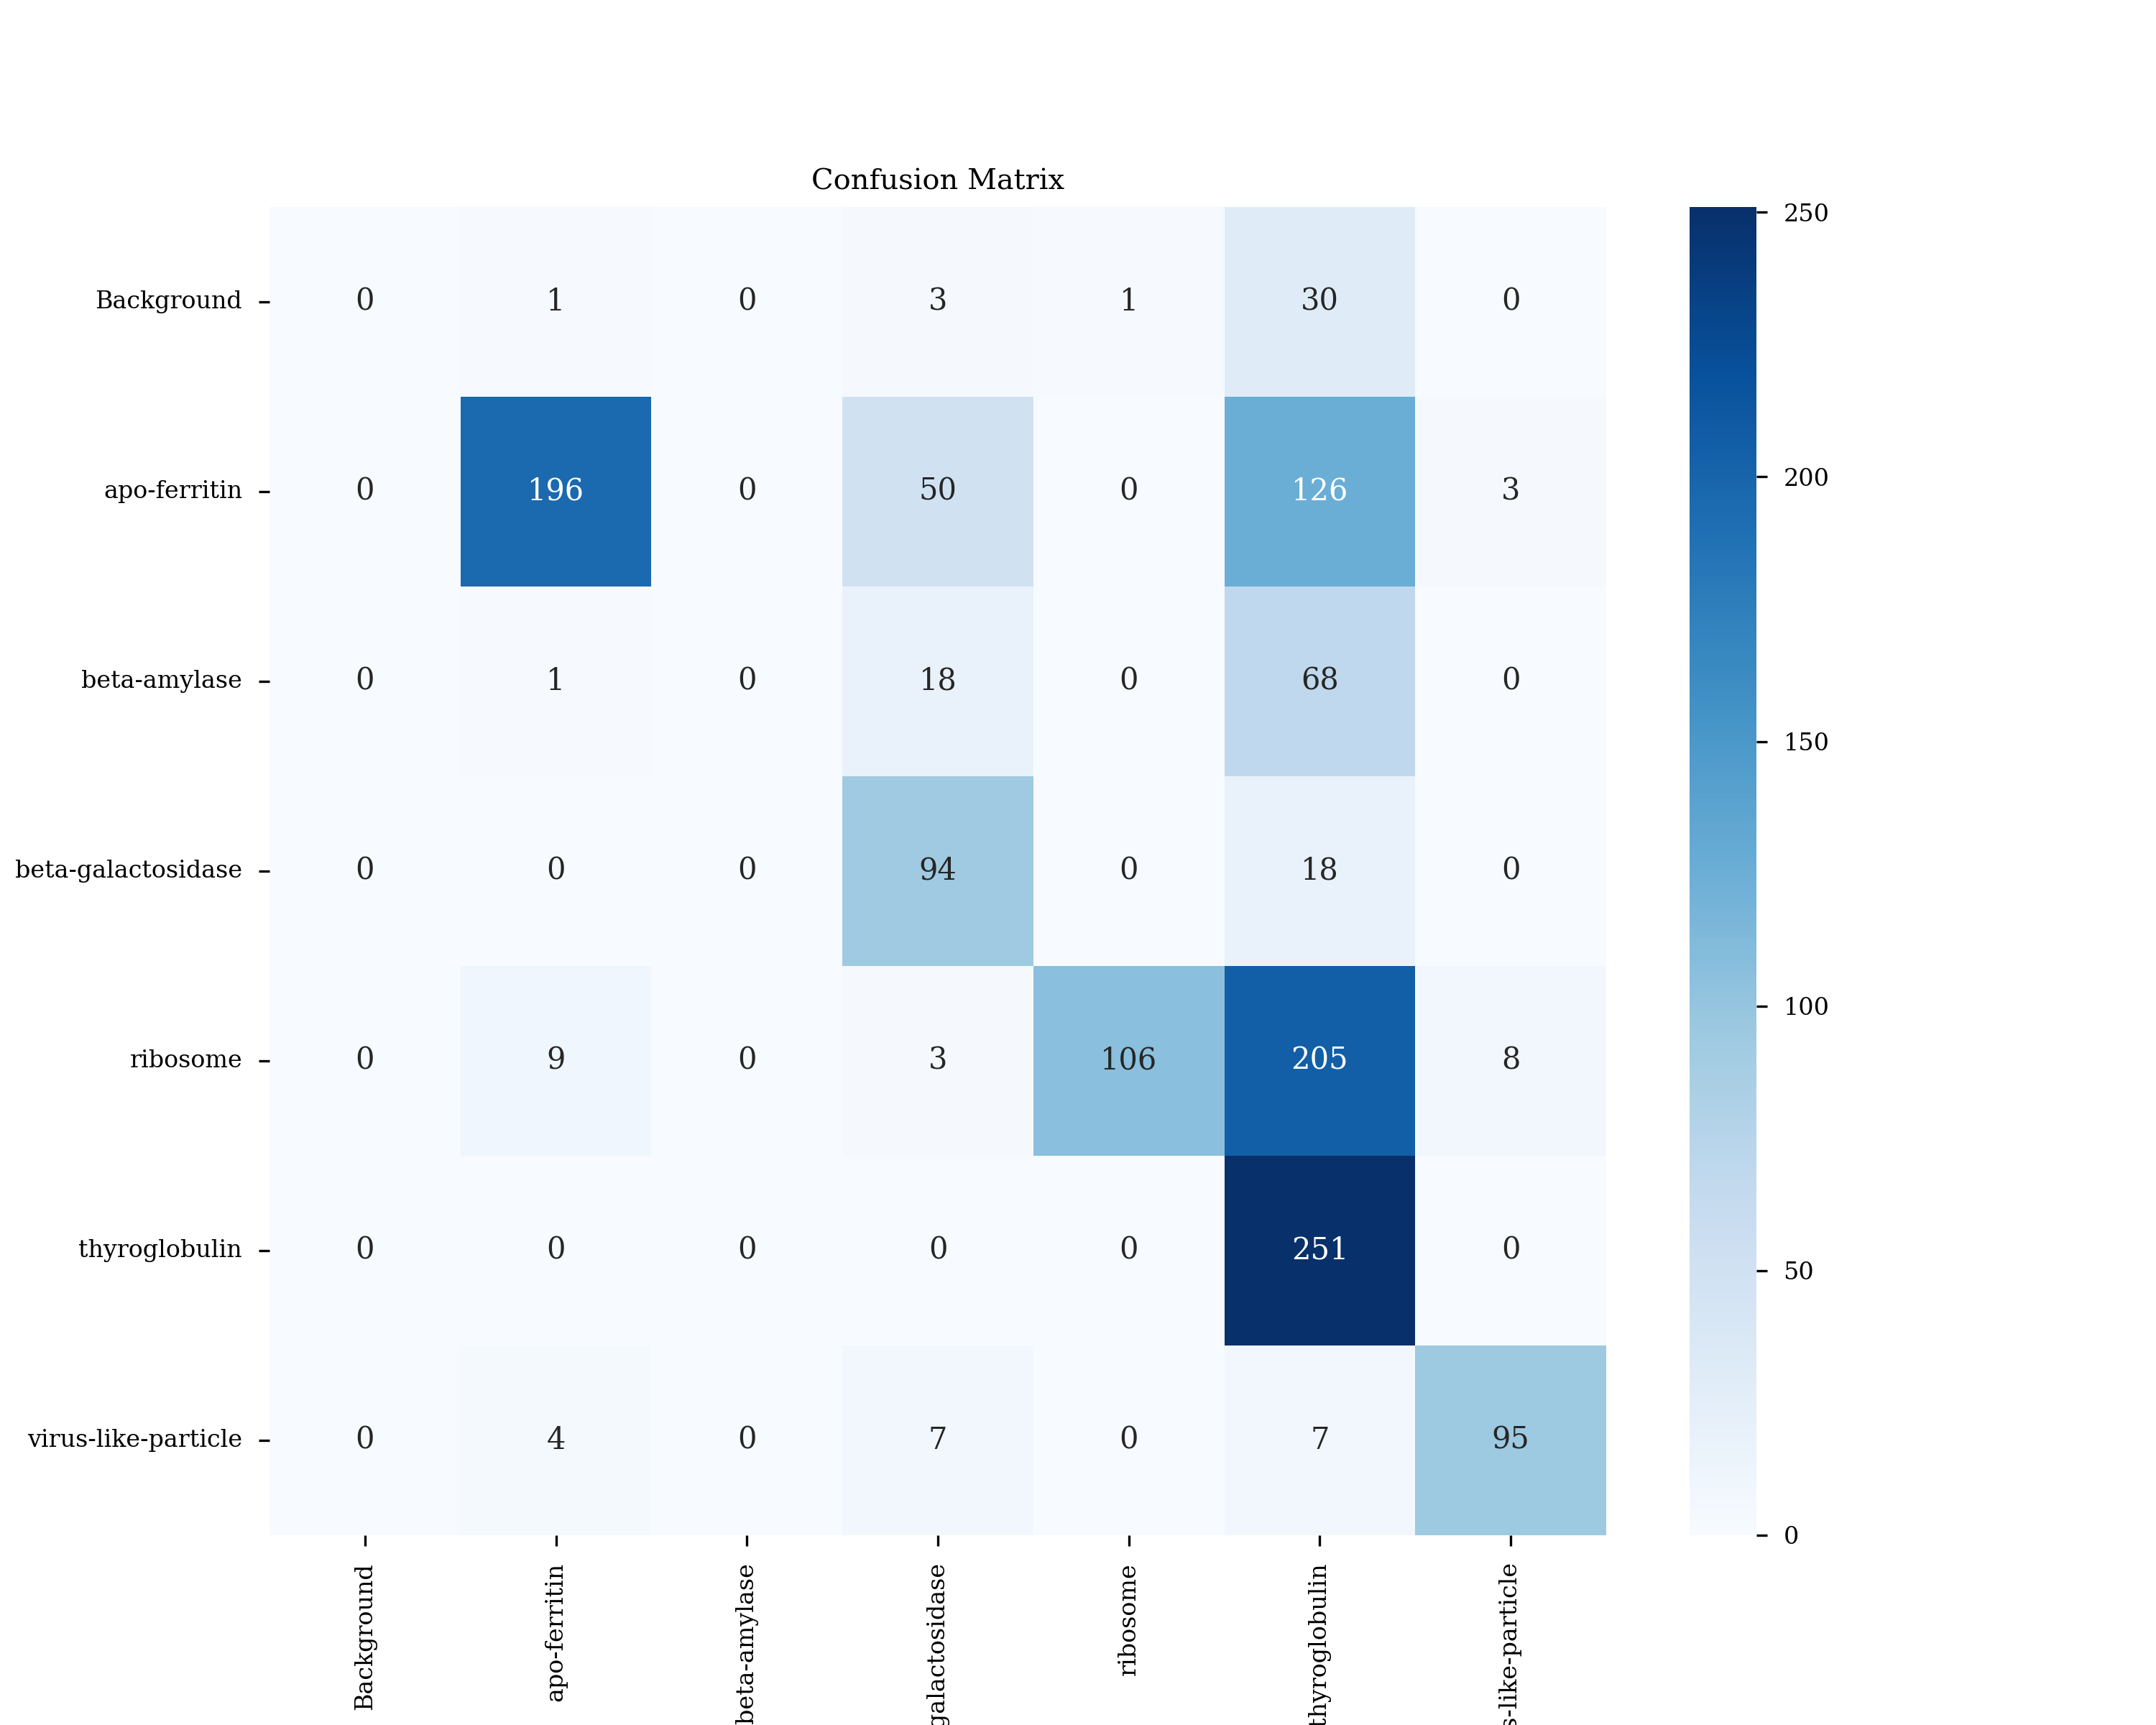 Confusion Matrix
Background 0 1 0 3 1 30 0
apo-ferritin 0 196 0 50 0 126 3
beta-amylase 0 1 0 18 0 68 0
beta-galactosidase 0 0 0 94 0 18 0
ribosome 0 9 0 3 106 205 8
thyroglobulin 0 0 0 0 0 251 0
virus-like-particle 0 4 0 7 0 7 95
Background
apo-ferritin
beta-amylase
galactosidase
ribosome
thyroglobulin
s-like-particle
250
200
150
100
50
0